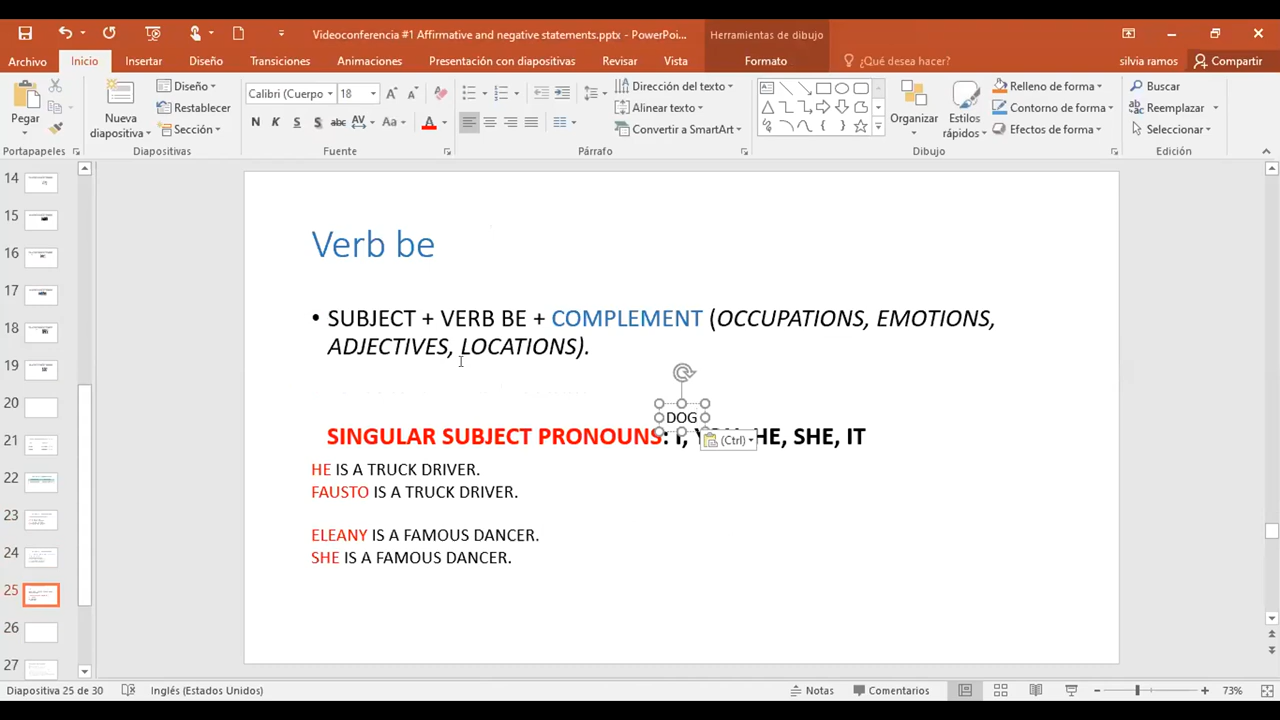 Videoconferencia #1 Affirmative and negative statements.pptx - PowerPoi...
Herramientas de dibujo
Archivo Inicio Insertar Diseño Transiciones Animaciones Presentación con diapositivas Revisar Vista Formato ¿Qué desea hacer? silvia ramos Compartir
Pegar
Portapapeles
Nueva
diapositiva
Diseño
Restablecer
Sección
Diapositivas
Calibri (Cuerpo) 18
N K S S abc AV Aa A
Fuente
Dirección del texto
Alinear texto
Convertir a SmartArt
Párrafo
Organizar
Estilos
rápidos
Relleno de forma
Contorno de forma
Efectos de forma
Dibujo
Buscar
Reemplazar
Seleccionar
Edición
14
15
16
17
18
19
20
21
22
23
24
25
26
27
Verb be
• SUBJECT + VERB BE + COMPLEMENT (OCCUPATIONS, EMOTIONS,
ADJECTIVES, LOCATIONS).
DOG
(Ctrl)
SINGULAR SUBJECT PRONOUNS: I, YOU, HE, SHE, IT
HE IS A TRUCK DRIVER.
FAUSTO IS A TRUCK DRIVER.
ELEANY IS A FAMOUS DANCER.
SHE IS A FAMOUS DANCER.
Diapositiva 25 de 30 Inglés (Estados Unidos) Notas Comentarios 73%